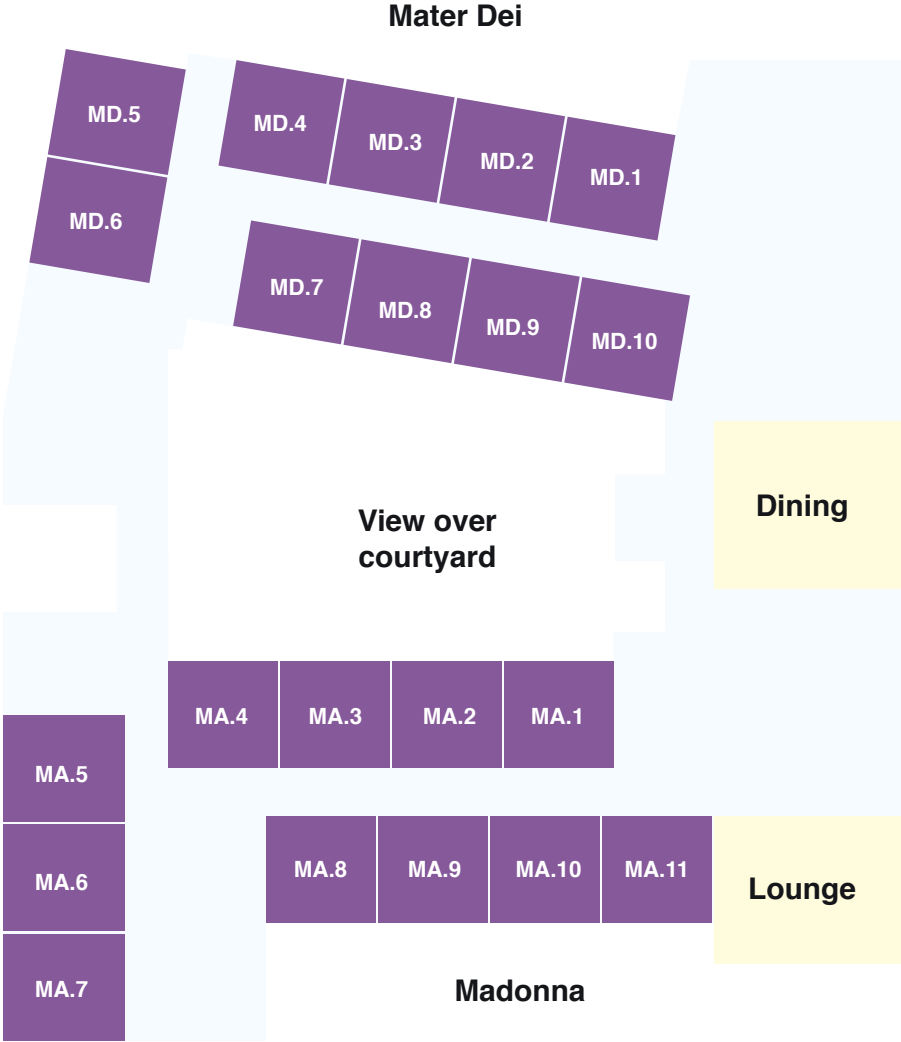 Mater Dei
MD.5
MD.4
MD.3
MD.2
MD.1
MD.6
MD.7
MD.8
MD.9
MD.10
Dining
View over
courtyard
MA.4
MA.3
MA.2
MA.1
MA.5
MA.6
MA.7
MA.8
MA.9
MA.10
MA.11
Lounge
Madonna